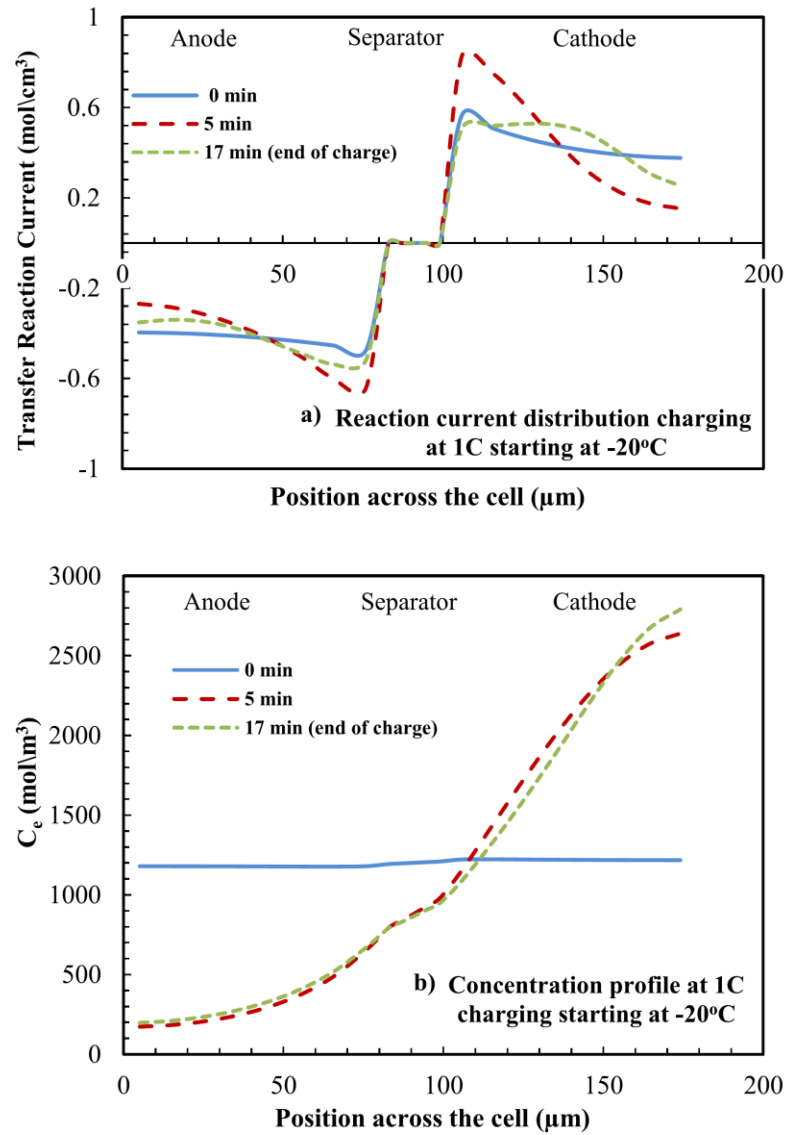 Anode Separator Cathode
0 min
5 min
17 min (end of charge)
1
0.6
0.2
-0.2
-0.6
-1
0 50 100 150 200
Transfer Reaction Current (mol\cm³)
a) Reaction current distribution charging
at 1C starting at -20ᵒC
Position across the cell (µm)
Anode Separator Cathode
0 min
5 min
17 min (end of charge)
3000
2500
2000
1500
1000
500
0
0 50 100 150 200
Cₑ (mol\m³)
b) Concentration profile at 1C
charging starting at -20ᵒC
Position across the cell (µm)